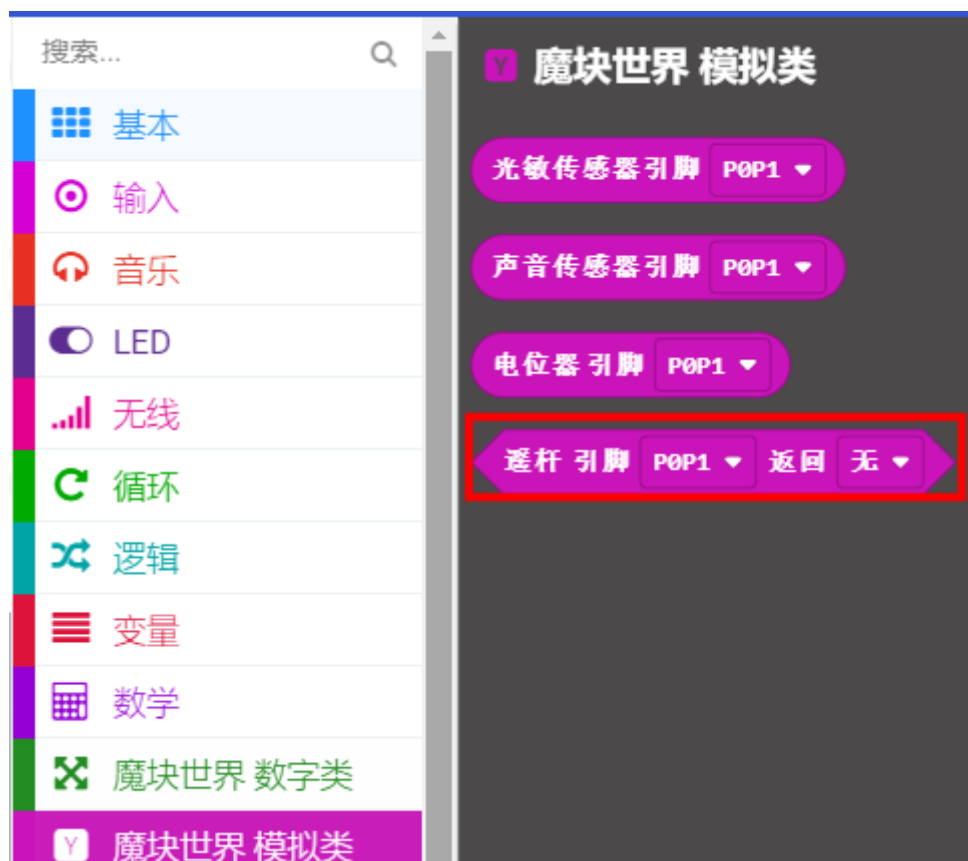 搜索...
基本
输入
音乐
LED
无线
循环
逻辑
变量
数学
魔块世界 数字类
Y 魔块世界 模拟类
Y 魔块世界 模拟类
光敏传感器引脚 P0P1
声音传感器引脚 P0P1
电位器 引脚 P0P1
遥杆 引脚 P0P1 返回 无